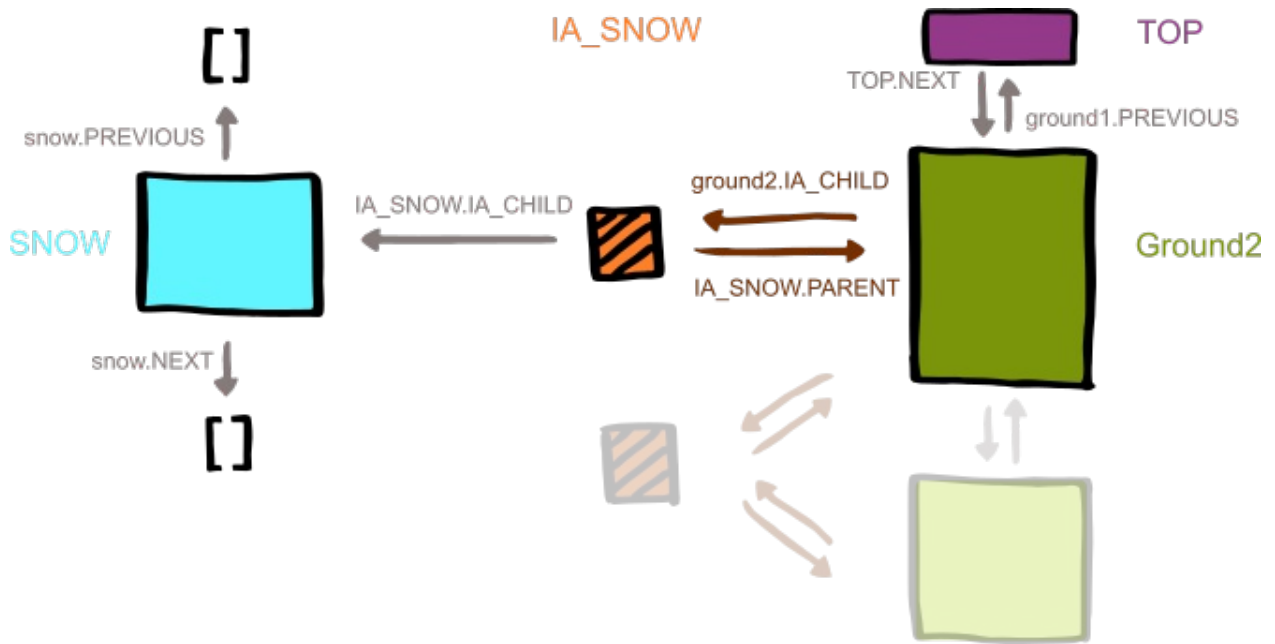 IA_SNOW
TOP
[]
TOP.NEXT
ground1.PREVIOUS
snow.PREVIOUS
ground2.IA_CHILD
IA_SNOW.IA_CHILD
SNOW
Ground2
IA_SNOW.PARENT
snow.NEXT
[]